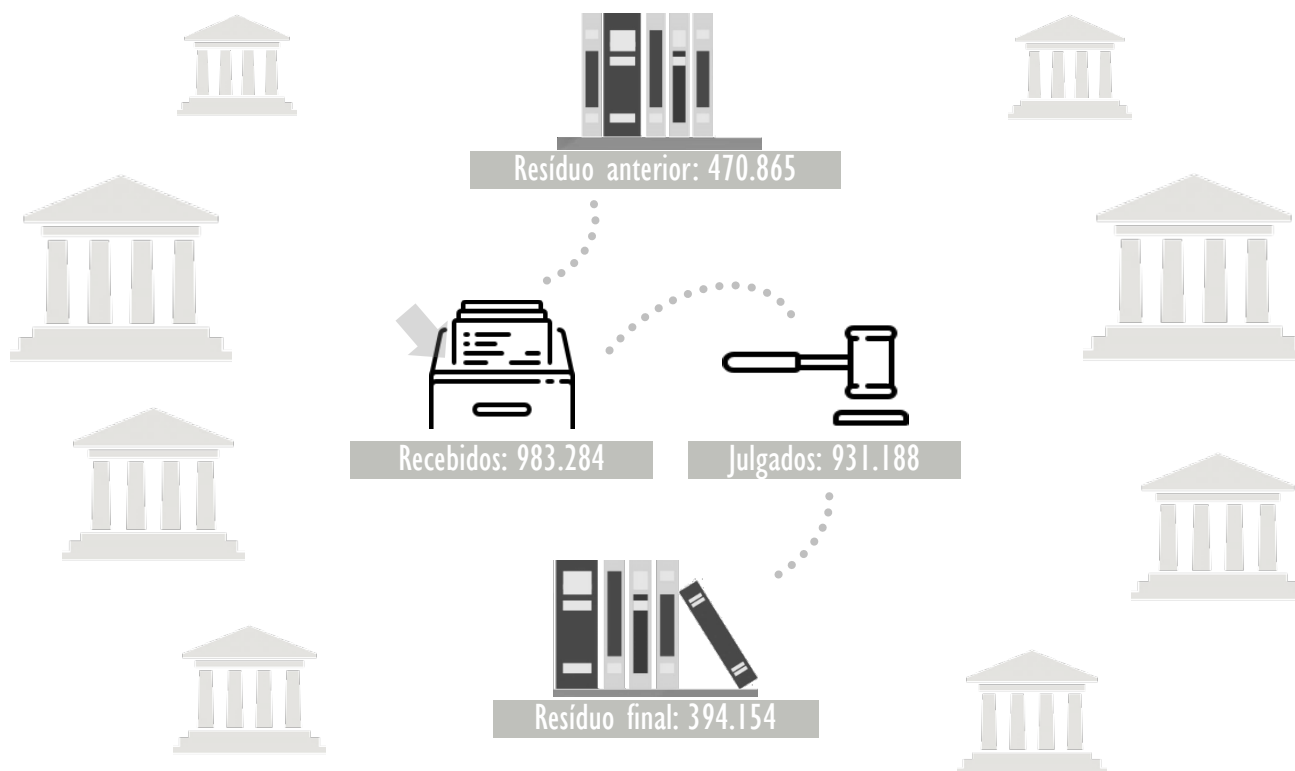 Resíduo anterior: 470.865
Recebidos: 983.284
Julgados: 931.188
Resíduo final: 394.154